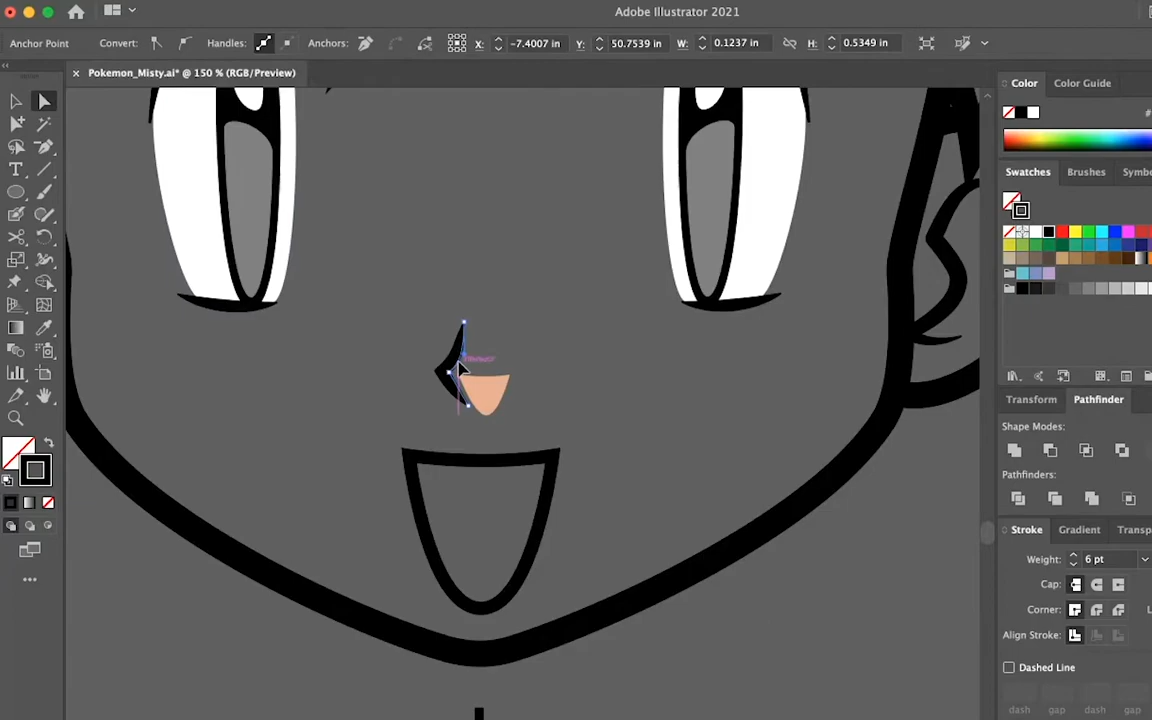 Adobe Illustrator 2021
Anchor Point Convert: Handles: Anchors: X: -7.4007 in Y: 50.7539 in W: 0.1237 in H: 0.5349 in
× Pokemon_Misty.ai* @ 150 % (RGB/Preview)
Color Color Guide
#
Swatches Brushes Symbo
Transform Pathfinder
Shape Modes:
Pathfinders:
Stroke Gradient Transp
Weight: 6 pt
Cap:
Corner: L
Align Stroke:
Dashed Line
dash gap dash gap